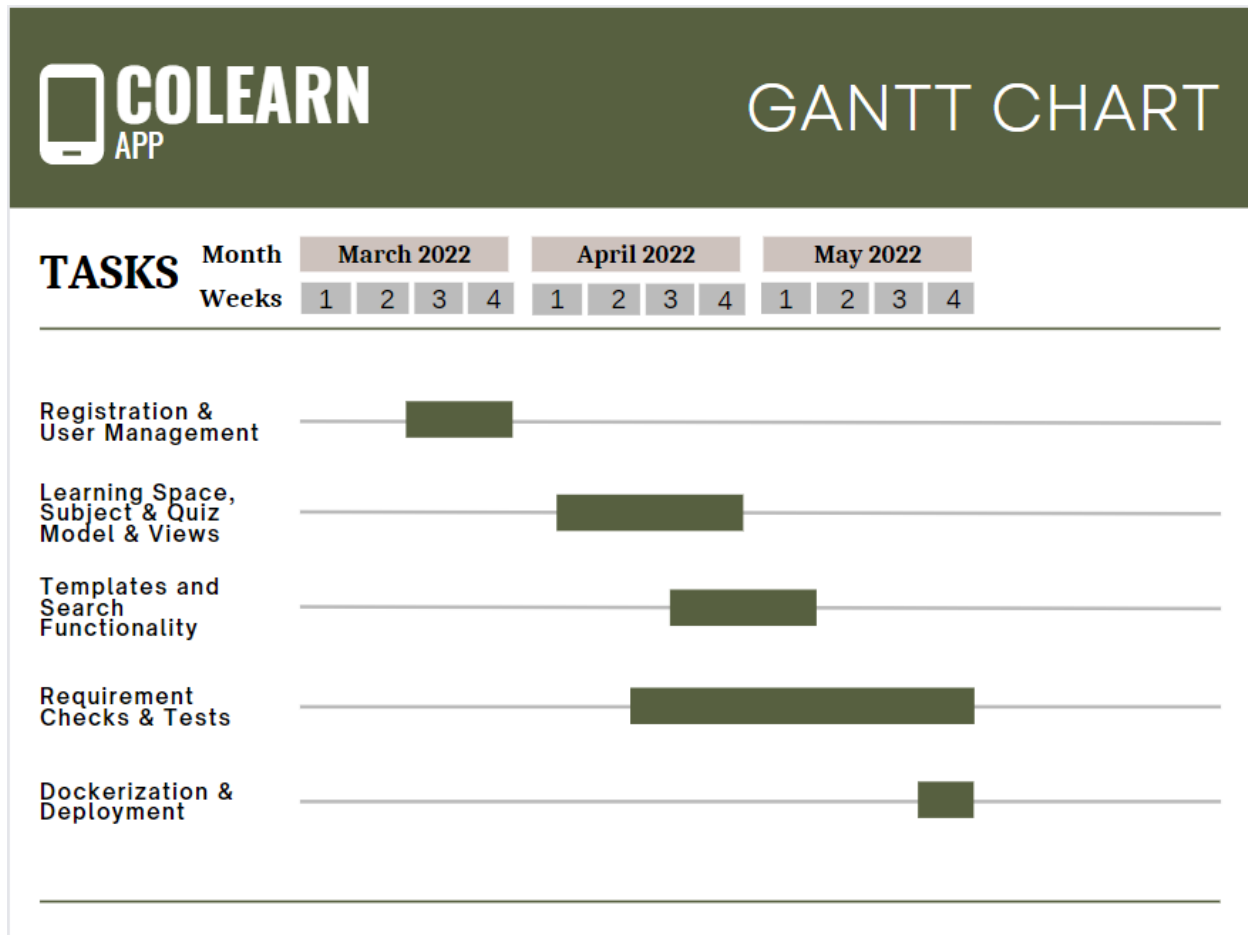 COLEARN
APP
GANTT CHART
TASKS
Month March 2022 April 2022 May 2022
Weeks 1 2 3 4 1 2 3 4 1 2 3 4
Registration &
User Management
Learning Space,
Subject & Quiz
Model & Views
Templates and
Search
Functionality
Requirement
Checks & Tests
Dockerization &
Deployment